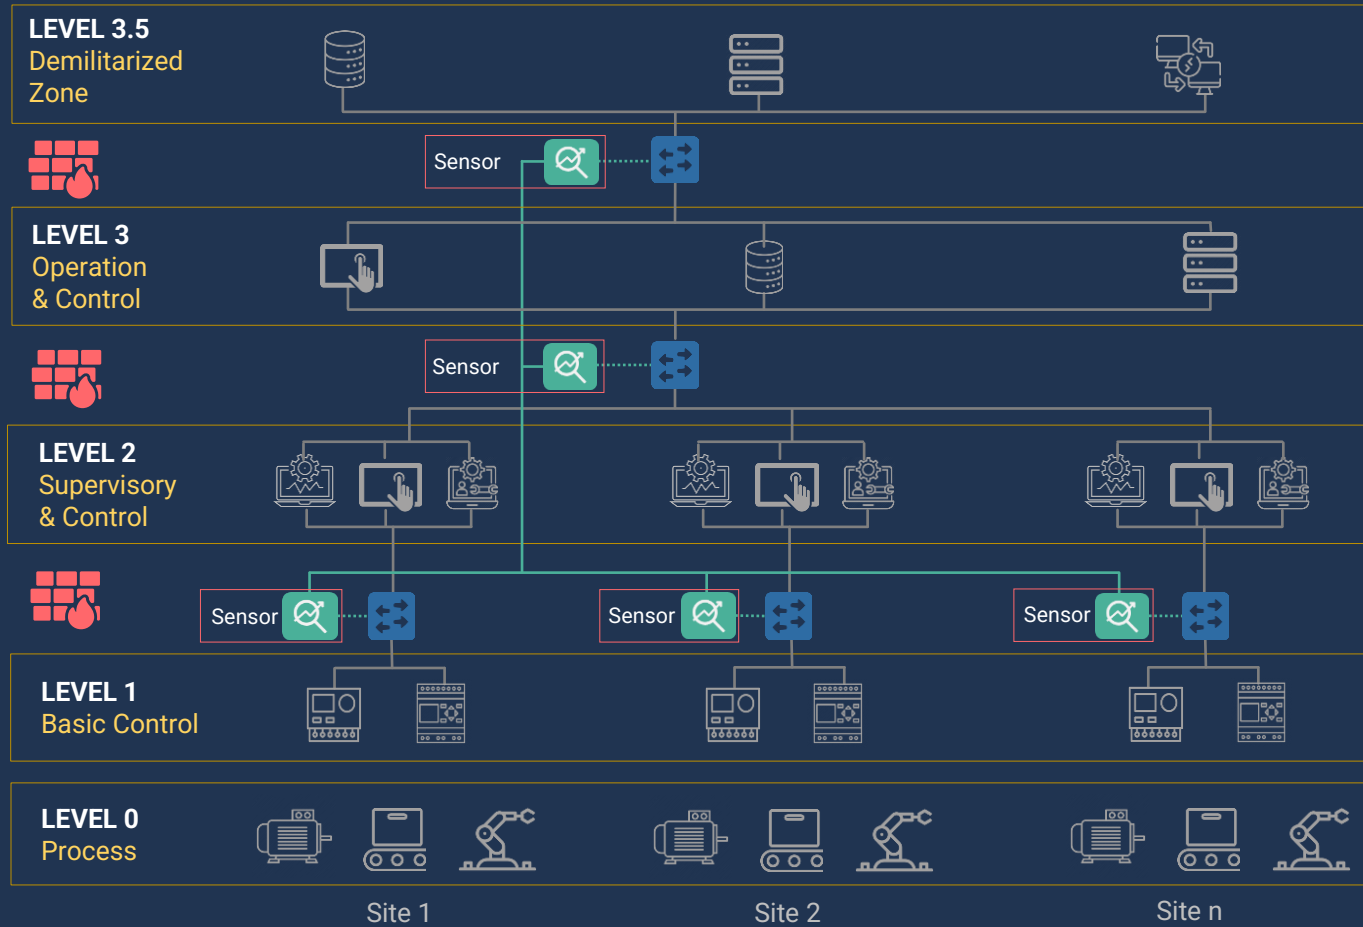 LEVEL 3.5
Demilitarized
Zone
Sensor
LEVEL 3
Operation
& Control
Sensor
LEVEL 2
Supervisory
& Control
Sensor
Sensor
Sensor
LEVEL 1
Basic Control
LEVEL 0
Process
Site 1
Site 2
Site n